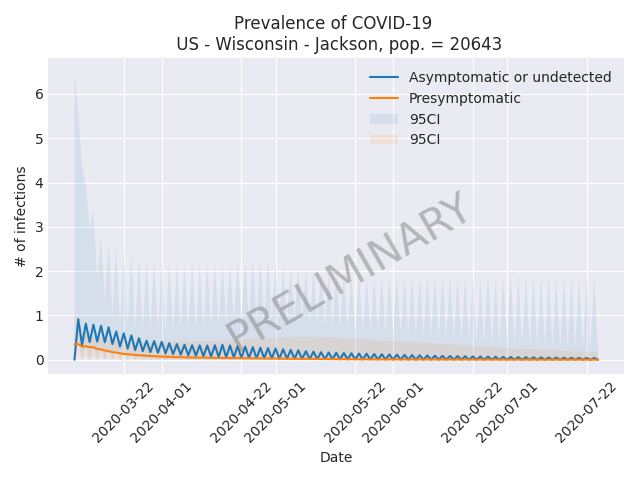 Prevalence of COVID-19
US - Wisconsin - Jackson, pop. = 20643
Asymptomatic or undetected
Presymptomatic
95CI
95CI
# of infections
6
5
4
3
2
1
0
PRELIMINARY
2020-03-22
2020-04-01
2020-04-22
2020-05-01
2020-05-22
2020-06-01
2020-06-22
2020-07-01
2020-07-22
Date